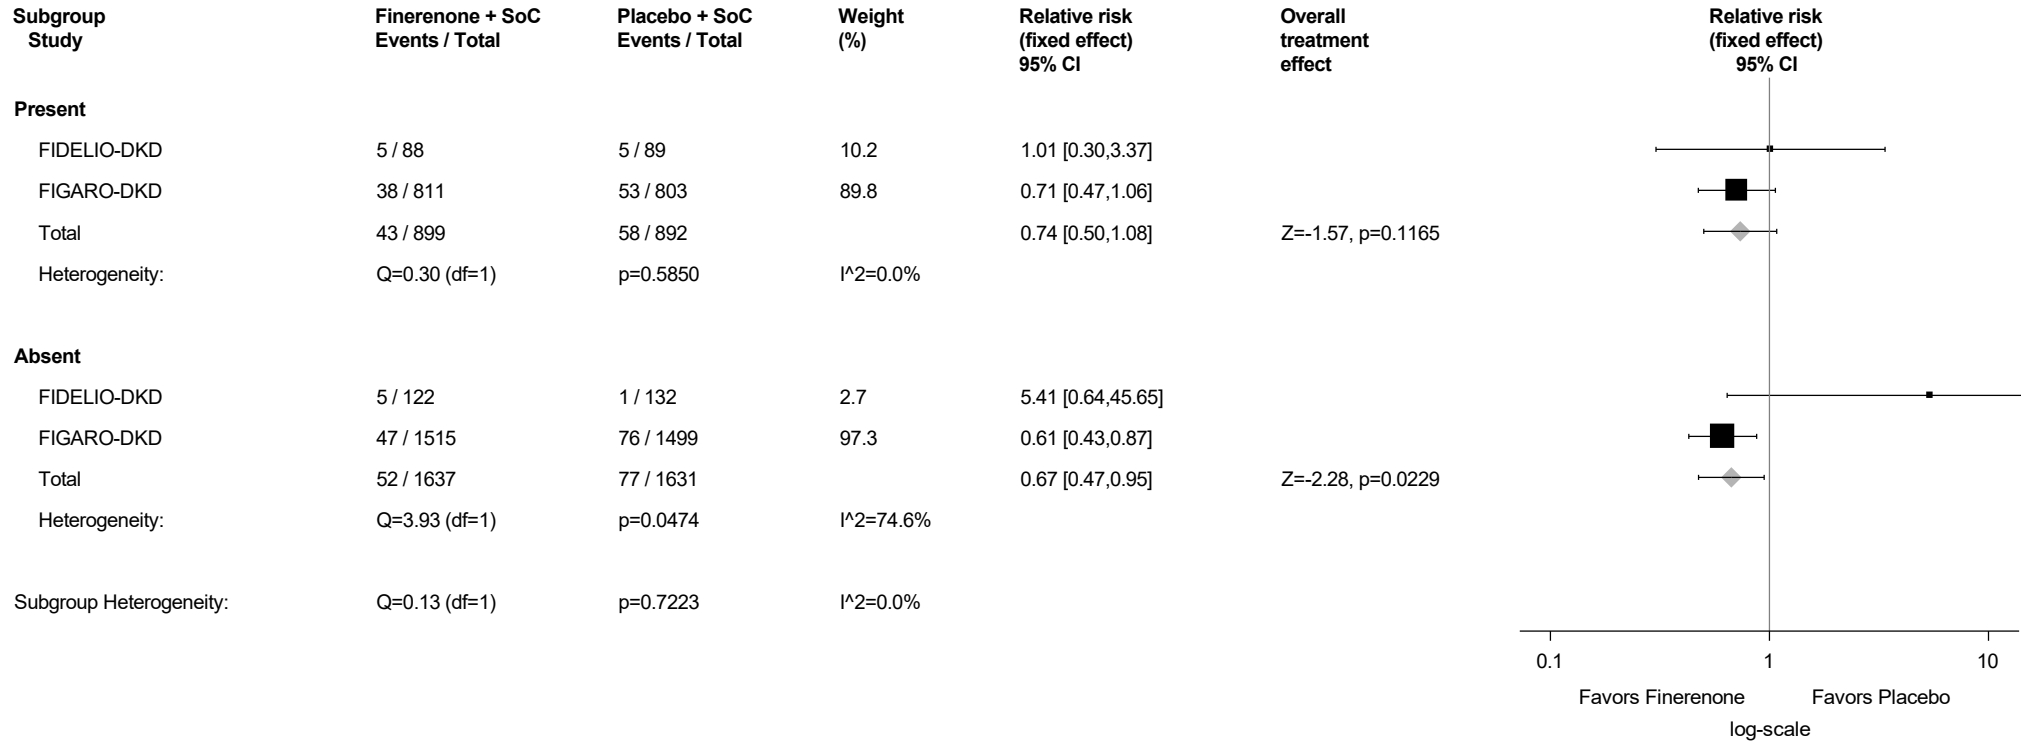 Subgroup Finerenone + SoC Placebo + SoC Weight Relative risk Overall Relative risk
Study Events / Total Events / Total (%) (fixed effect) treatment (fixed effect)
95% CI effect 95% CI
Present
FIDELIO-DKD 5 / 88 5 / 89 10.2 1.01 [0.30,3.37]
FIGARO-DKD 38 / 811 53 / 803 89.8 0.71 [0.47,1.06]
Total 43 / 899 58 / 892 0.74 [0.50,1.08] Z=-1.57, p=0.1165
Heterogeneity: Q=0.30 (df=1) p=0.5850 I^2=0.0%
Absent
FIDELIO-DKD 5 / 122 1 / 132 2.7 5.41 [0.64,45.65]
FIGARO-DKD 47 / 1515 76 / 1499 97.3 0.61 [0.43,0.87]
Total 52 / 1637 77 / 1631 0.67 [0.47,0.95] Z=-2.28, p=0.0229
Heterogeneity: Q=3.93 (df=1) p=0.0474 I^2=74.6%
Subgroup Heterogeneity: Q=0.13 (df=1) p=0.7223 I^2=0.0%
0.1 1 10
Favors Finerenone Favors Placebo
log-scale